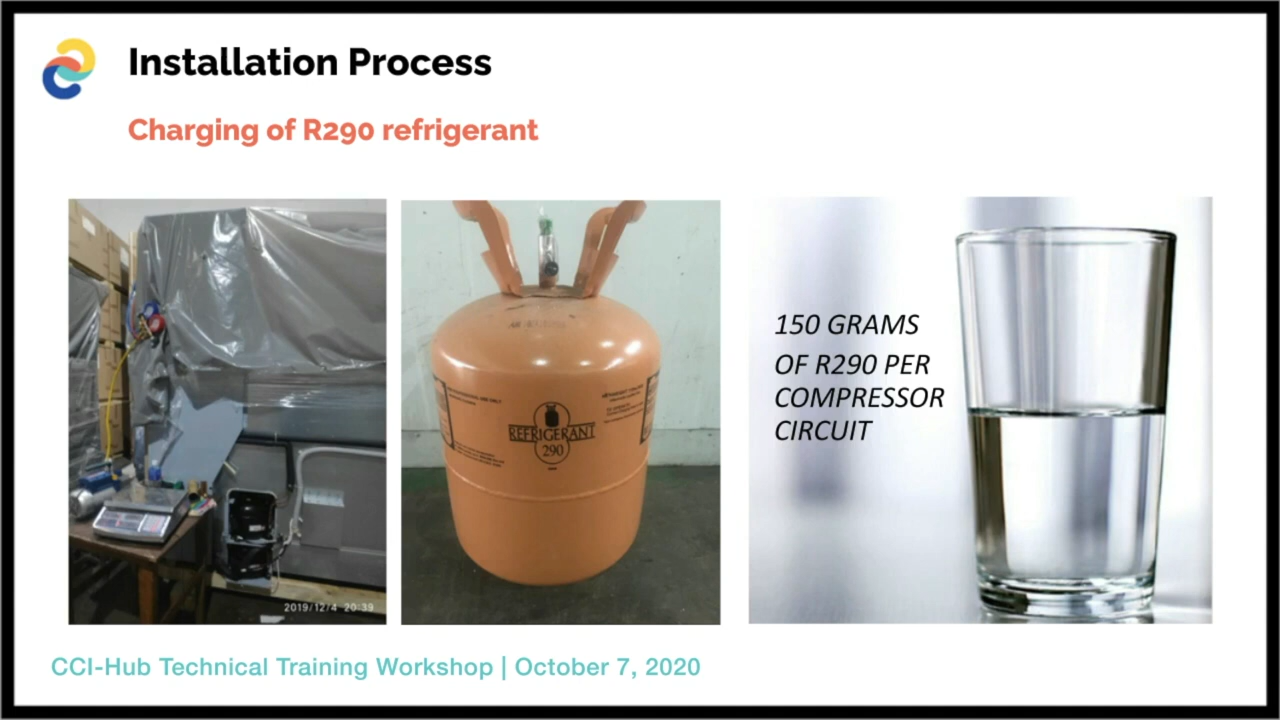 Installation Process
Charging of R290 refrigerant
150 GRAMS
OF R290 PER
COMPRESSOR
CIRCUIT
REFRIGERANT
290
2019/12/4 20:39
CCI-Hub Technical Training Workshop | October 7, 2020